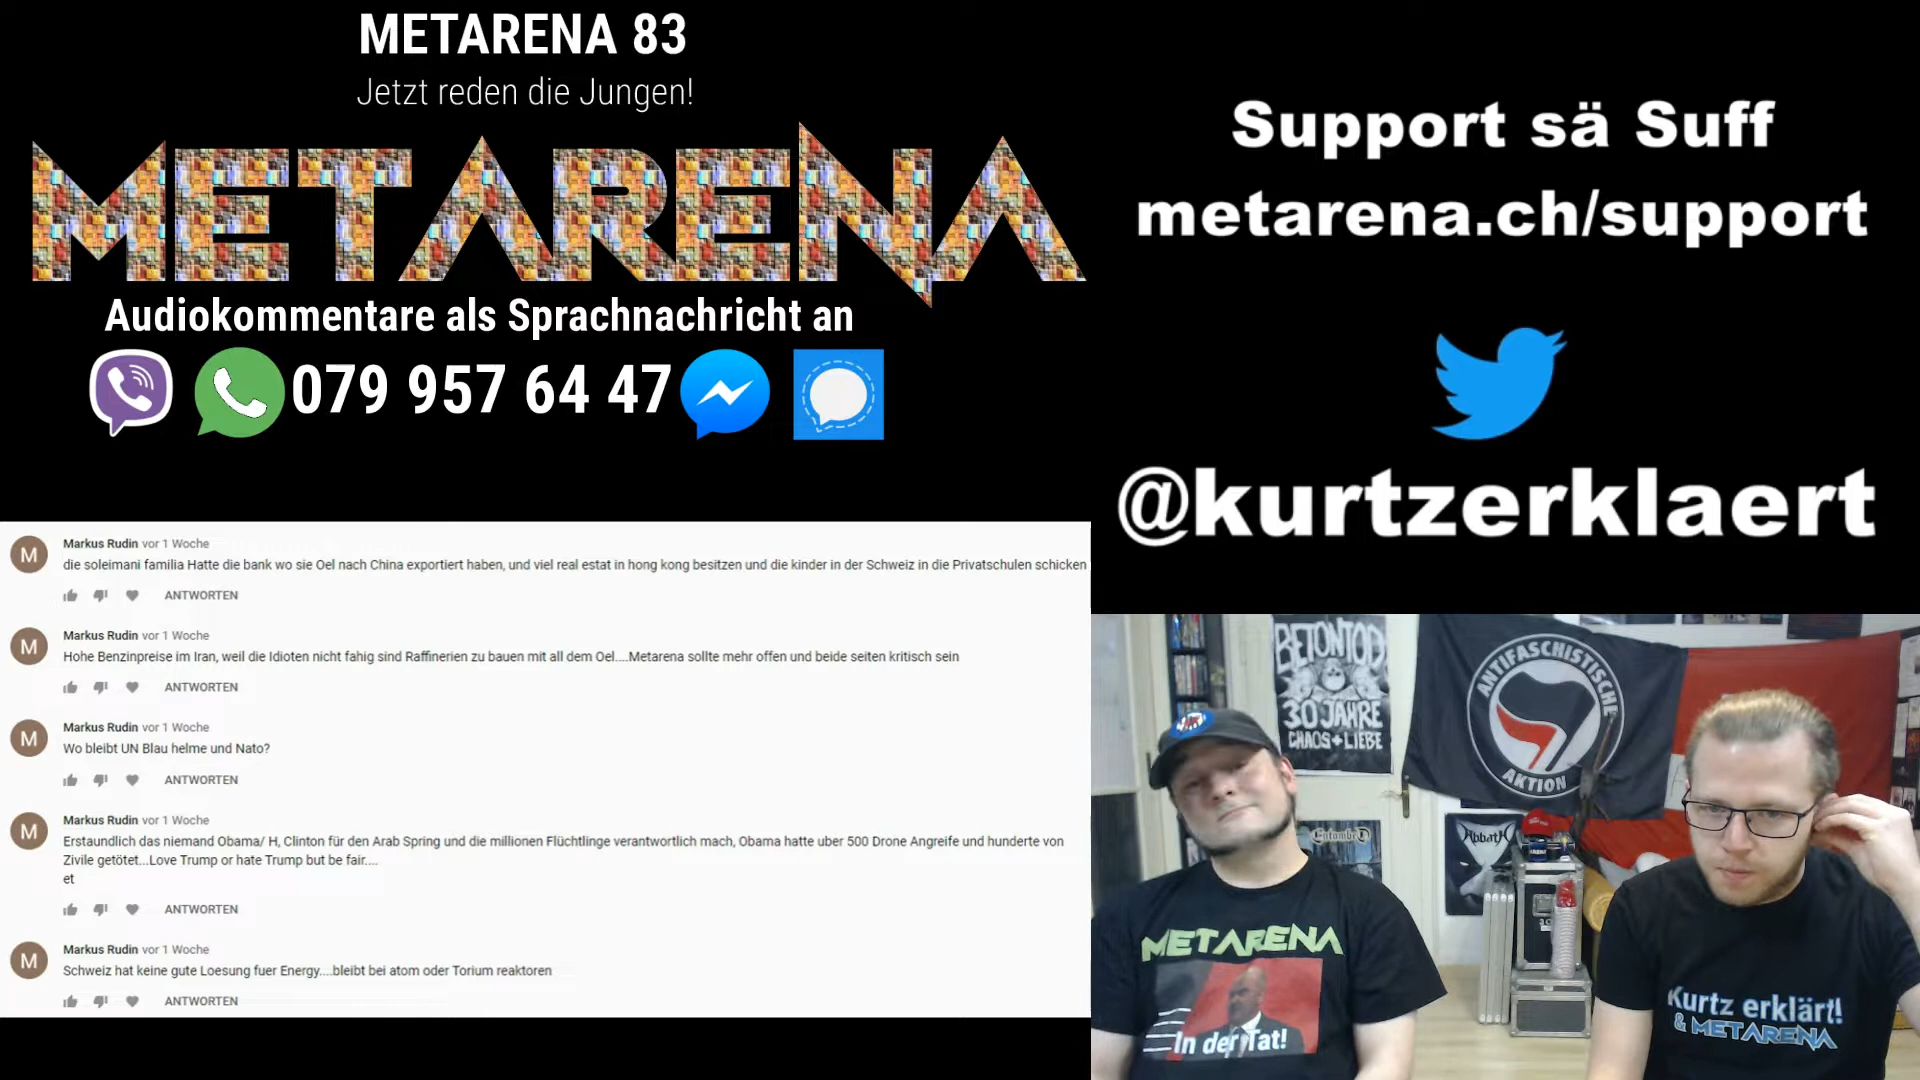 METARENA 83
Jetzt reden die Jungen!
METARENA
Audiokommentare als Sprachnachricht an
079 957 64 47
Support sä Suff
metarena.ch/support
@kurtzerklaert
M
Markus Rudin vor 1 Woche
die soleimani familia Hatte die bank wo sie Oel nach China exportiert haben, und viel real estat in hong kong besitzen und die kinder in der Schweiz in die Privatschulen schicken
ANTWORTEN
M
Markus Rudin vor 1 Woche
Hohe Benzinpreise im Iran, weil die Idioten nicht fahig sind Raffinerien zu bauen mit all dem Oel....Metarena sollte mehr offen und beide seiten kritisch sein
ANTWORTEN
M
Markus Rudin vor 1 Woche
Wo bleibt UN Blau helme und Nato?
ANTWORTEN
M
Markus Rudin vor 1 Woche
Erstaundlich das niemand Obama/ H, Clinton für den Arab Spring und die millionen Flüchtlinge verantwortlich mach, Obama hatte uber 500 Drone Angreife und hunderte von
Zivile getötet...Love Trump or hate Trump but be fair....
et
ANTWORTEN
M
Markus Rudin vor 1 Woche
Schweiz hat keine gute Loesung fuer Energy....bleibt bei atom oder Torium reaktoren
ANTWORTEN
BETONTOD
30 JAHRE
CHAOS+LIEBE
ANTIFASCHISTISCHE
AKTION
Entombed
Abbath
METARENA
In der Tat!
Kurtz erklärt!
& METARENA